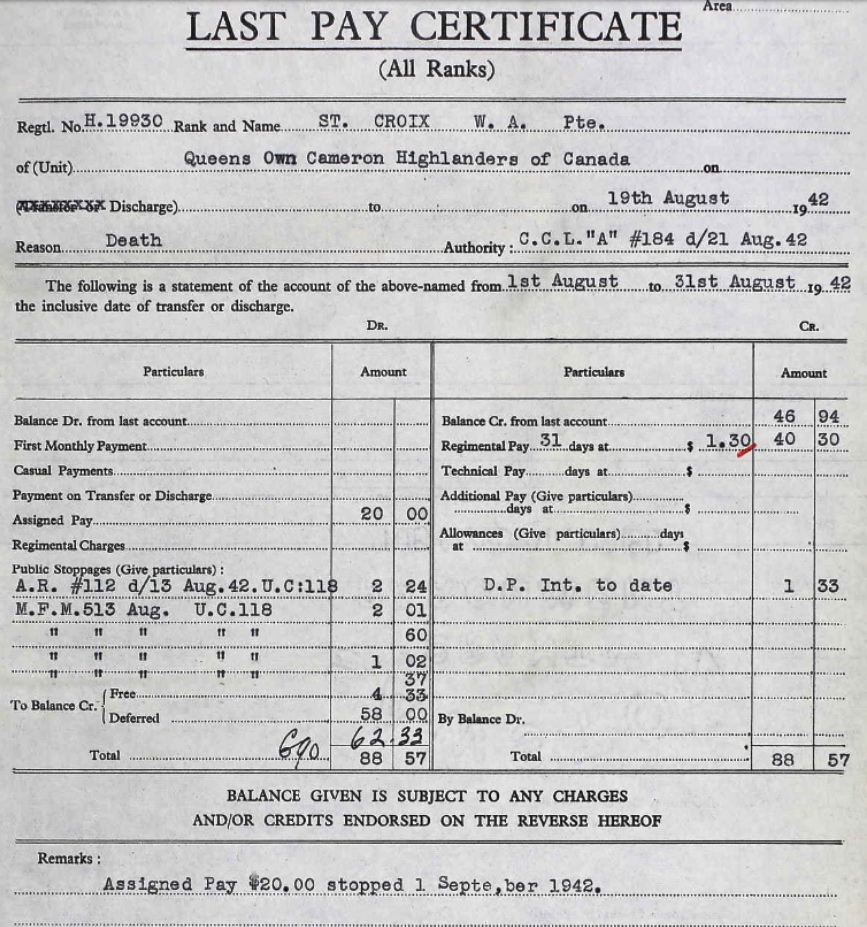 Area
LAST PAY CERTIFICATE
(All Ranks)
Regtl. No. H.19930 Rank and Name ST. CROIX W. A. Pte.
of (Unit) Queens Own Cameron Highlanders of Canada on
Discharge) to on 19th August 1942
Reason Death Authority: C.C.L."A" #184 d/21 Aug.42
The following is a statement of the account of the above-named from 1st August to 31st August 1942
the inclusive date of transfer or discharge.
DR. CR.
Particulars Amount Particulars Amount
Balance Dr. from last account Balance Cr. from last account 46 94
First Monthly Payment Regimental Pay 31 days at $ 1.30 40 30
Casual Payments Technical Pay days at $
Payment on Transfer or Discharge Additional Pay (Give particulars)
days at $
Assigned Pay 20 00
Regimental Charges Allowances (Give particulars) days
at $
Public Stoppages (Give particulars) :
A.R. #112 d/13 Aug.42.U.C:118 2 24 D.P. Int. to date 1 33
M.F.M.513 Aug. U.C.118 2 01
" " " " " 60
" " " " " 1 02
" " " " " 37
To Balance Cr. { Free 4 33
Deferred 58 00 By Balance Dr.
62.33
Total 88 57 Total 88 57
BALANCE GIVEN IS SUBJECT TO ANY CHARGES
AND/OR CREDITS ENDORSED ON THE REVERSE HEREOF
Remarks :
Assigned Pay $20.00 stopped 1 Septe,ber 1942.